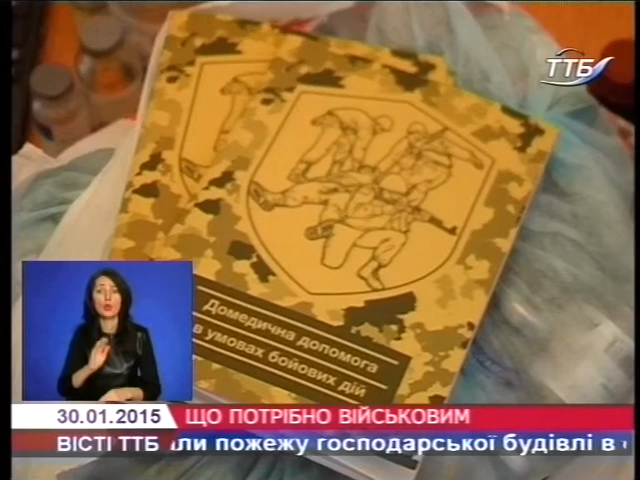 ТТБ
Домедична допомога
в умовах бойових дій
30.01.2015 ЩО ПОТРІБНО ВІЙСЬКОВИМ
ВІСТІ ТТБ пожежу господарської будівлі в